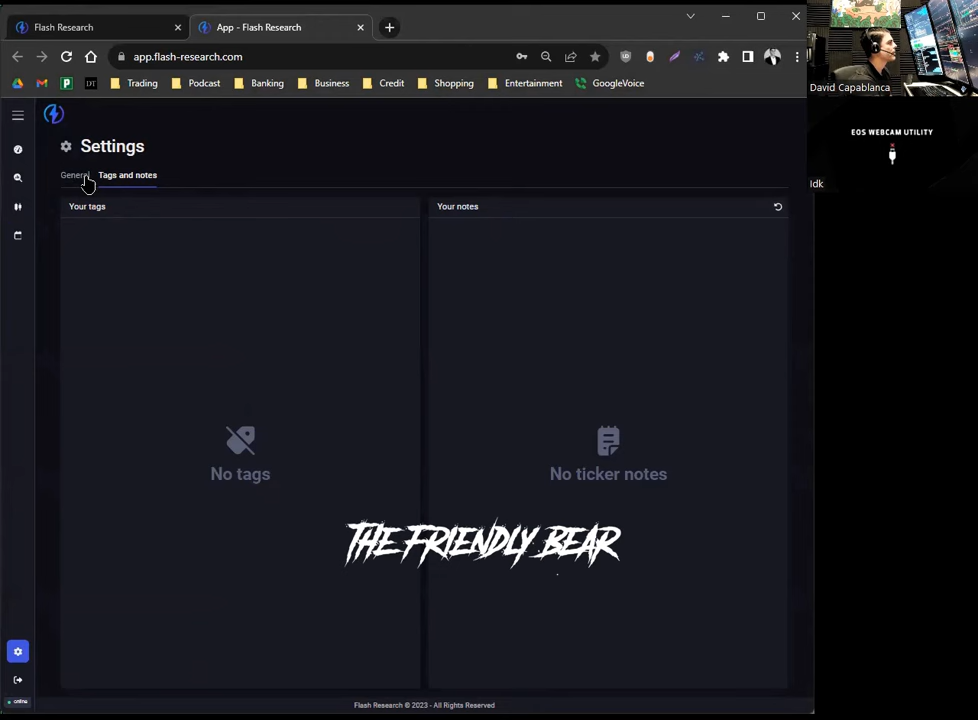 Flash Research
App - Flash Research
app.flash-research.com
Trading
Podcast
Banking
Business
Credit
Shopping
Entertainment
GoogleVoice
David Capablanca
EOS WEBCAM UTILITY
Idk
Settings
General
Tags and notes
Your tags
Your notes
No tags
No ticker notes
THE FRIENDLY BEAR
online
Flash Research © 2023 - All Rights Reserved